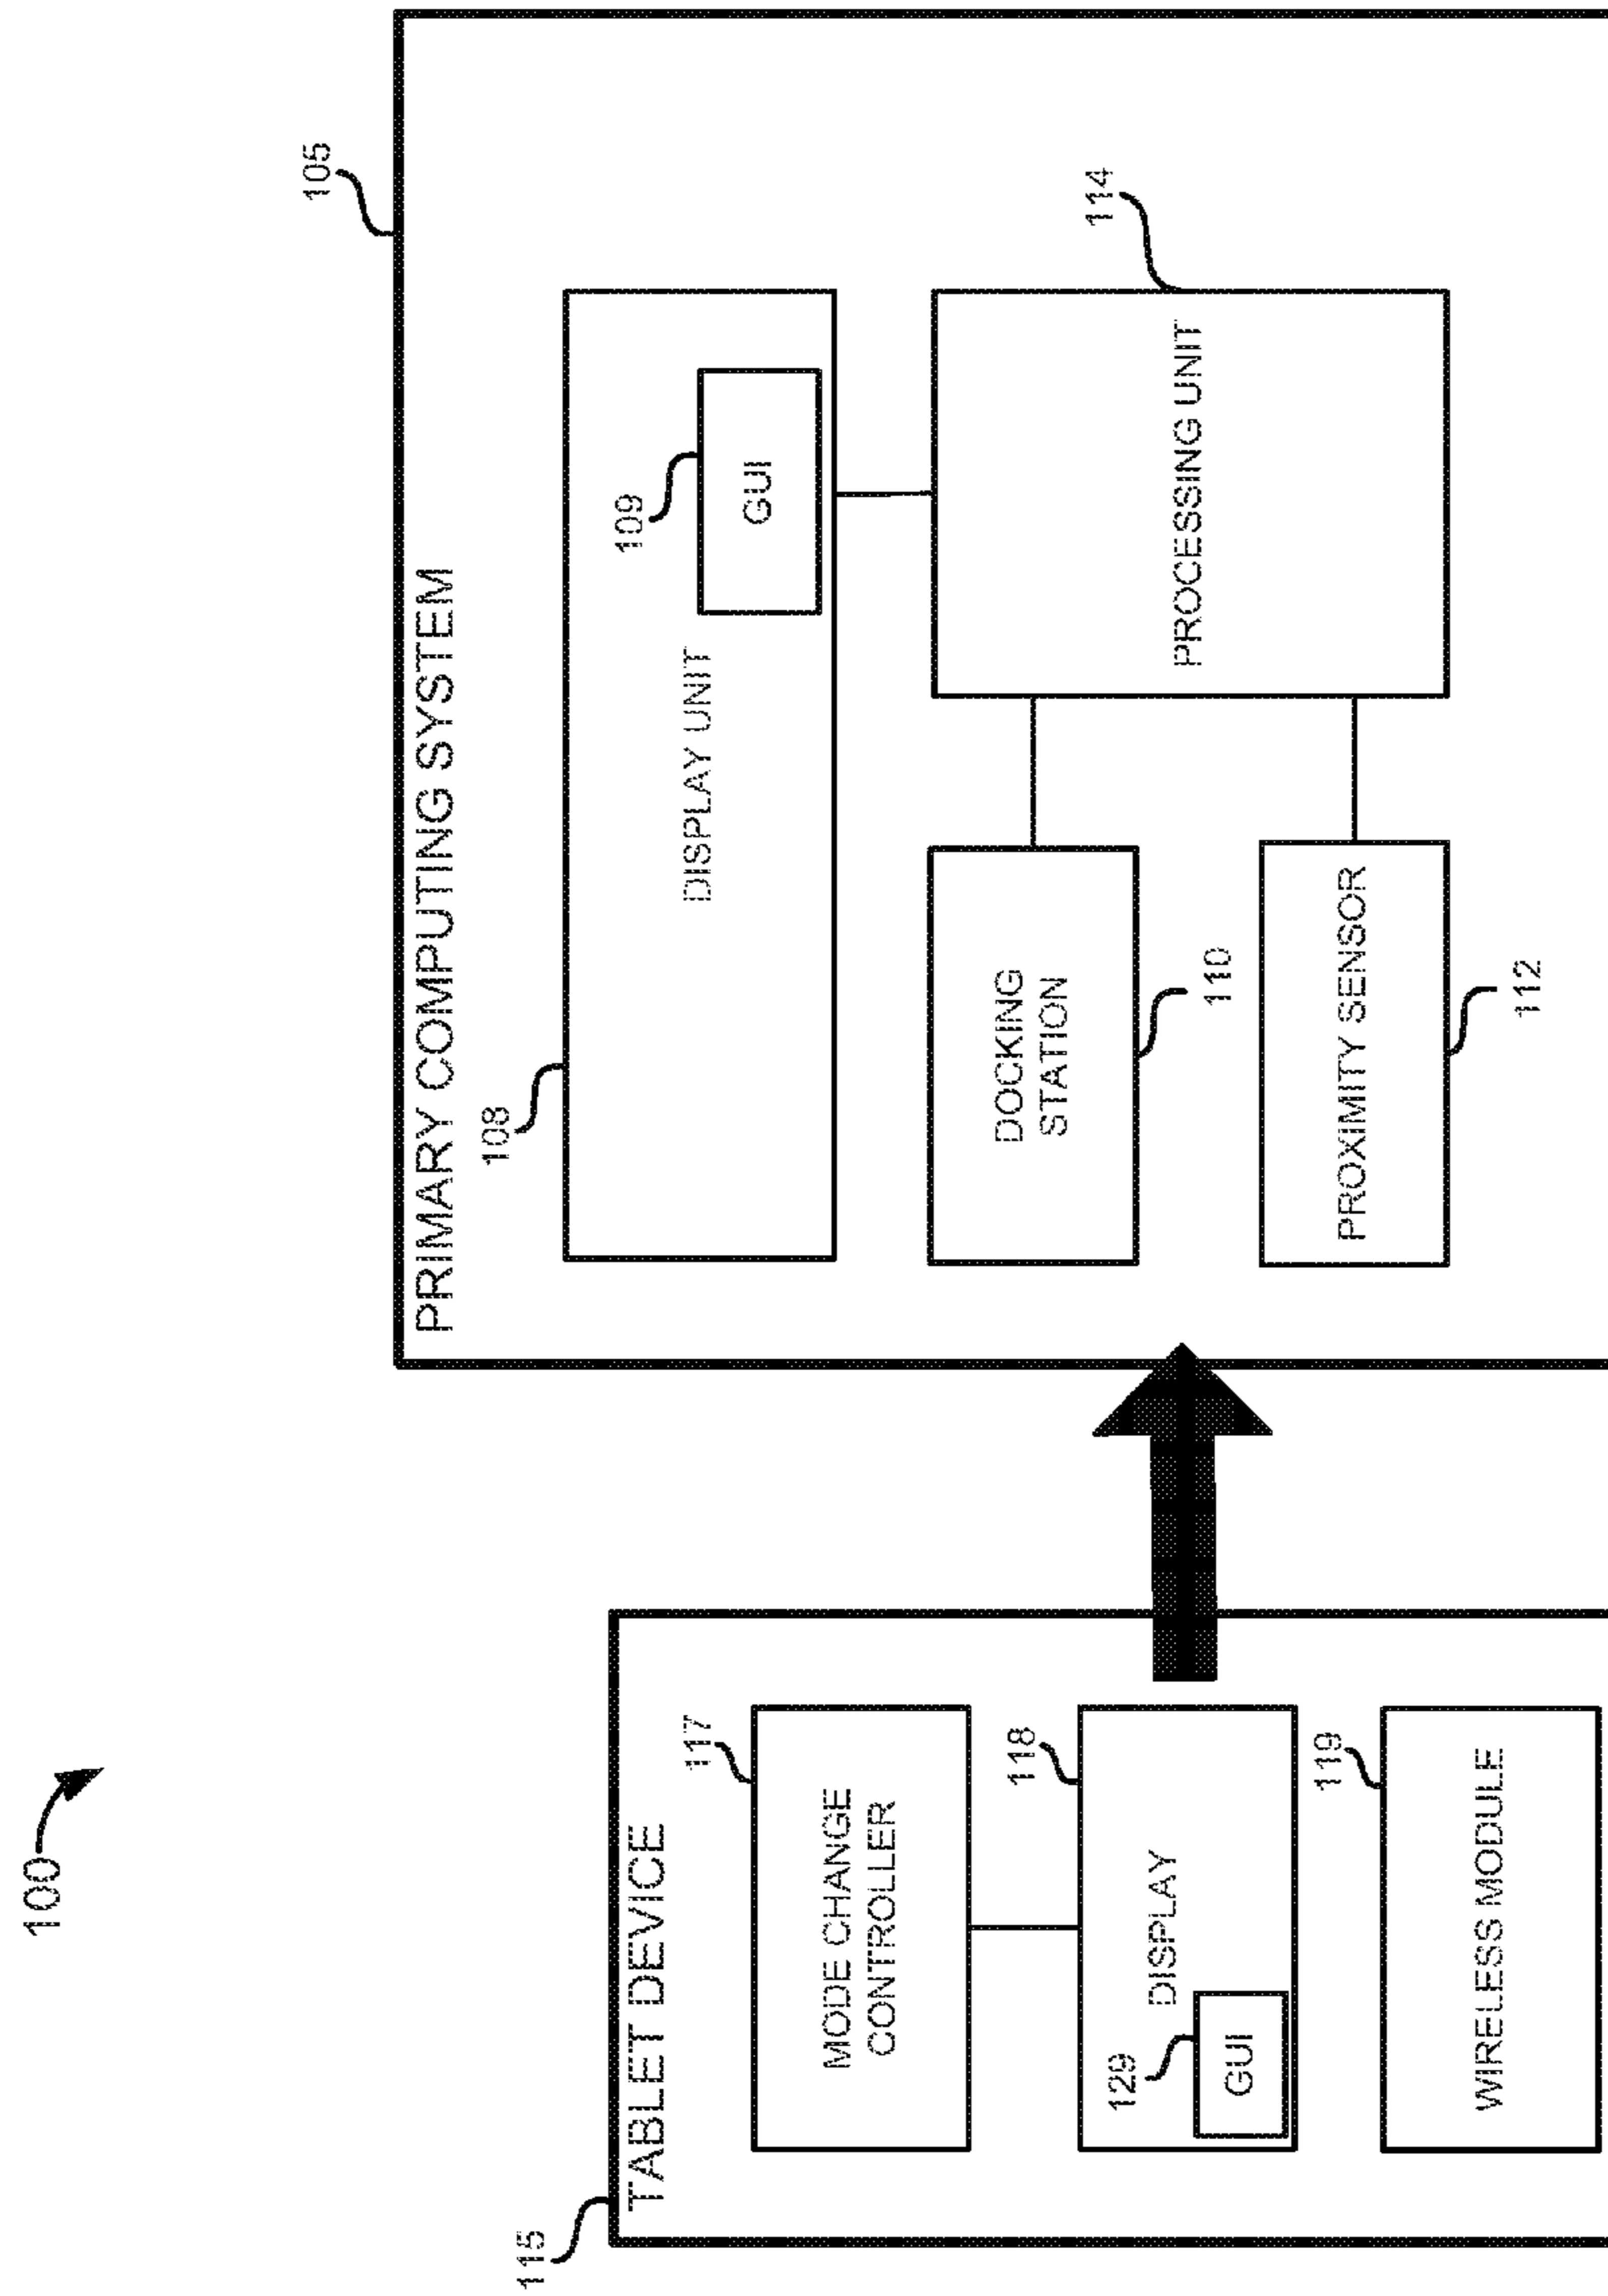 100
115
TABLET DEVICE
117
MODE CHANGE
CONTROLLER
118
DISPLAY
129
GUI
119
WIRELESS MODULE
105
PRIMARY COMPUTING SYSTEM
108
DISPLAY UNIT
109
GUI
DOCKING
STATION
110
PROXIMITY SENSOR
112
114
PROCESSING UNIT